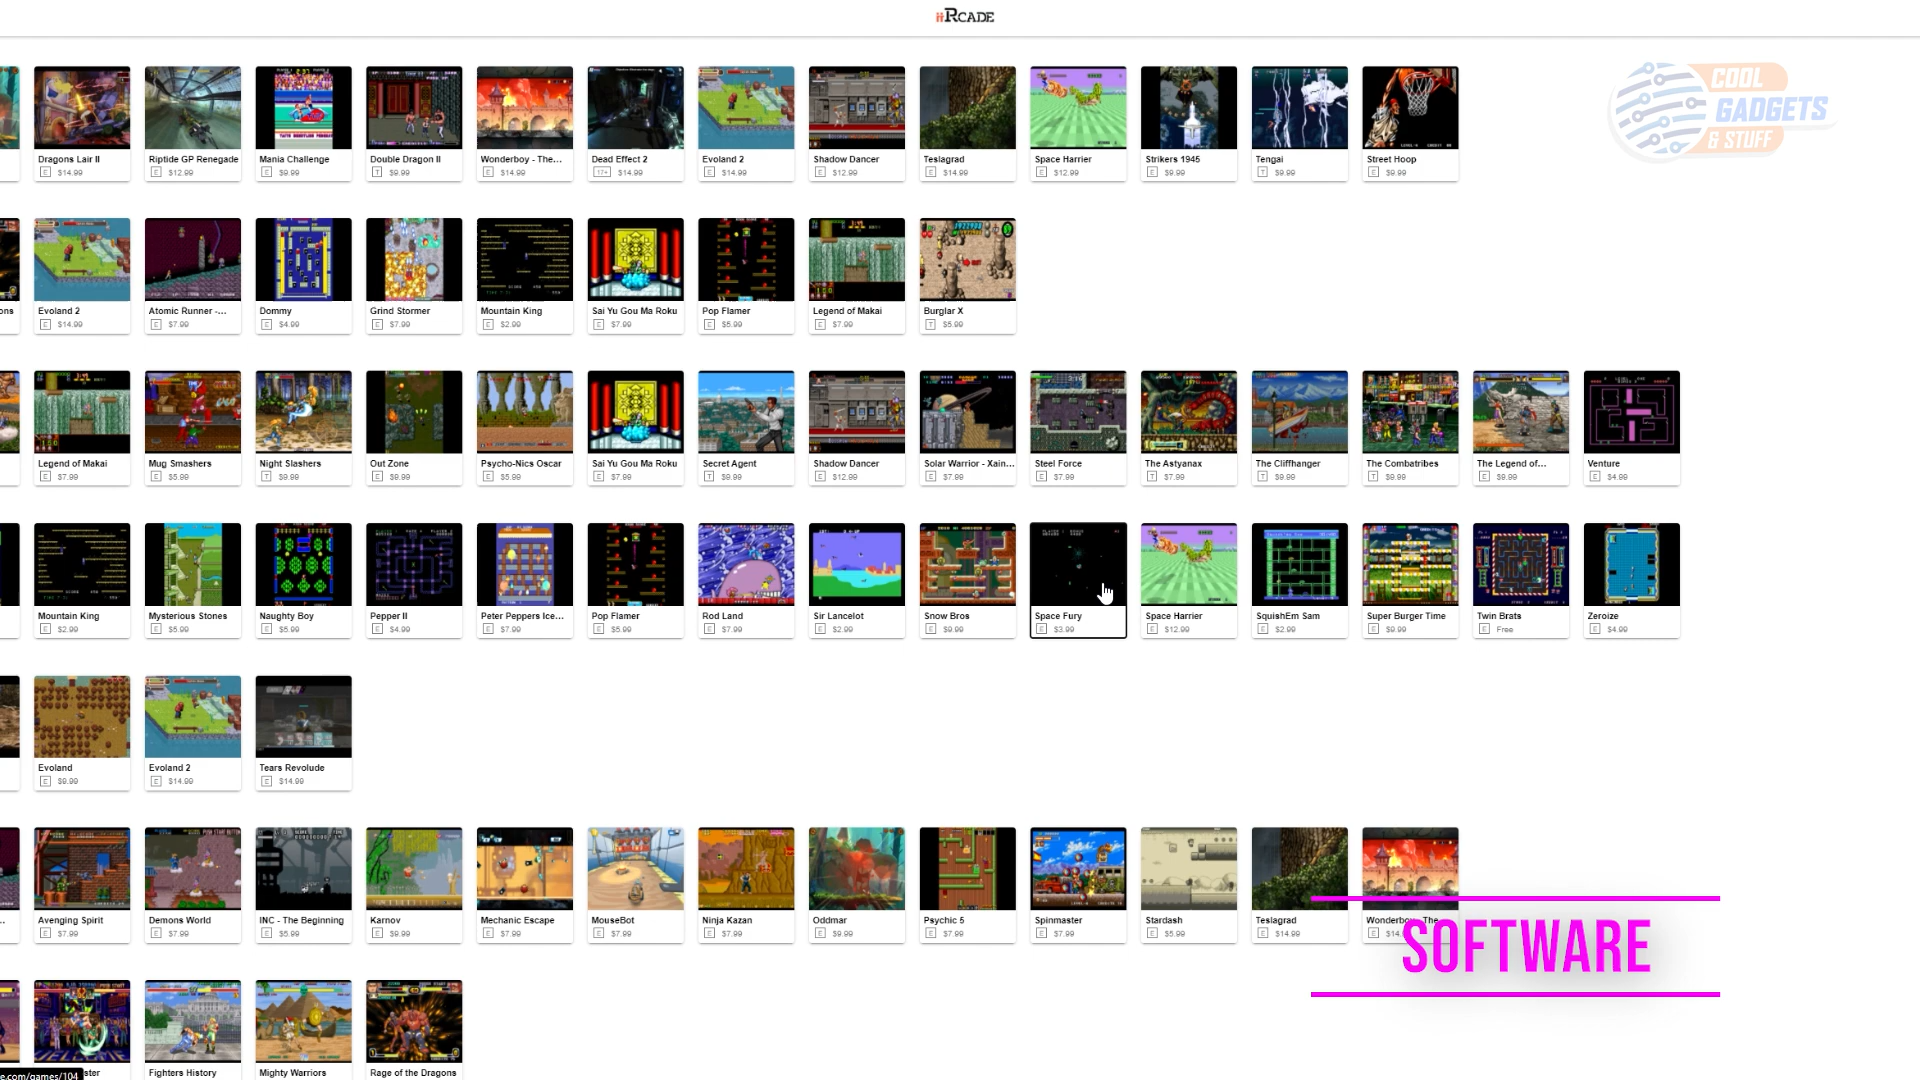 iiRCADE
COOL
GADGETS
& STUFF
Dragons Lair II
E $14.99
Riptide GP Renegade
E $12.99
Mania Challenge
E $9.99
Double Dragon II
T $9.99
Wonderboy - The...
E $14.99
Dead Effect 2
17+ $14.99
Evoland 2
E $14.99
Shadow Dancer
E $12.99
Teslagrad
E $14.99
Space Harrier
E $12.99
Strikers 1945
E $9.99
Tengai
T $9.99
Street Hoop
E $9.99
ons
Evoland 2
E $14.99
Atomic Runner -...
E $7.99
Dommy
E $4.99
Grind Stormer
E $7.99
Mountain King
E $2.99
Sai Yu Gou Ma Roku
E $7.99
Pop Flamer
E $5.99
Legend of Makai
E $7.99
Burglar X
T $5.99
Legend of Makai
E $7.99
Mug Smashers
E $5.99
Night Slashers
T $9.99
Out Zone
E $9.99
Psycho-Nics Oscar
E $5.99
Sai Yu Gou Ma Roku
E $7.99
Secret Agent
T $9.99
Shadow Dancer
E $12.99
Solar Warrior - Xain...
E $7.99
Steel Force
E $7.99
The Astyanax
T $7.99
The Cliffhanger
T $9.99
The Combatribes
T $9.99
The Legend of...
E $9.99
Venture
E $4.99
Mountain King
E $2.99
Mysterious Stones
E $5.99
Naughty Boy
E $5.99
Pepper II
E $4.99
Peter Peppers Ice...
E $7.99
Pop Flamer
E $5.99
Rod Land
E $7.99
Sir Lancelot
E $2.99
Snow Bros
E $9.99
Space Fury
E $3.99
Space Harrier
E $12.99
SquishEm Sam
E $2.99
Super Burger Time
E $9.99
Twin Brats
E Free
Zeroize
E $4.99
Evoland
E $9.99
Evoland 2
E $14.99
Tears Revolude
E $14.99
Avenging Spirit
E $7.99
Demons World
E $7.99
INC - The Beginning
E $5.99
Karnov
E $9.99
Mechanic Escape
E $7.99
MouseBot
E $7.99
Ninja Kazan
E $7.99
Oddmar
E $9.99
Psychic 5
E $7.99
Spinmaster
E $7.99
Stardash
E $5.99
Teslagrad
E $14.99
Wonderboy - The...
E $14.
SOFTWARE
ster
Fighters History
Mighty Warriors
Rage of the Dragons
e.com/games/104